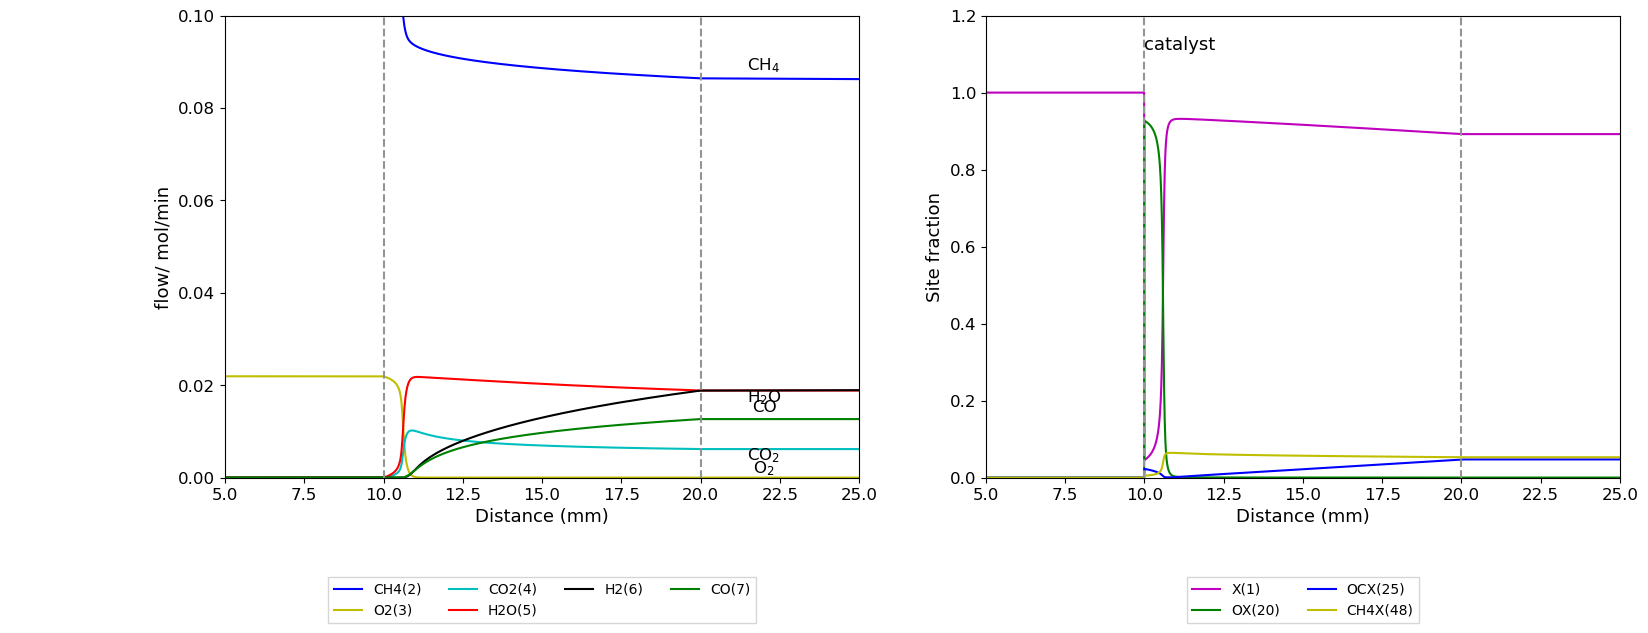 0.10
0.08
0.06
0.04
0.02
0.00
flow/ mol/min
CH4
H2O
CO
CO2
O2
5.0 7.5 10.0 12.5 15.0 17.5 20.0 22.5 25.0
Distance (mm)
CH4(2) CO2(4) H2(6) CO(7)
O2(3) H2O(5)
1.2
1.0
0.8
0.6
0.4
0.2
0.0
Site fraction
catalyst
5.0 7.5 10.0 12.5 15.0 17.5 20.0 22.5 25.0
Distance (mm)
X(1) OCX(25)
OX(20) CH4X(48)